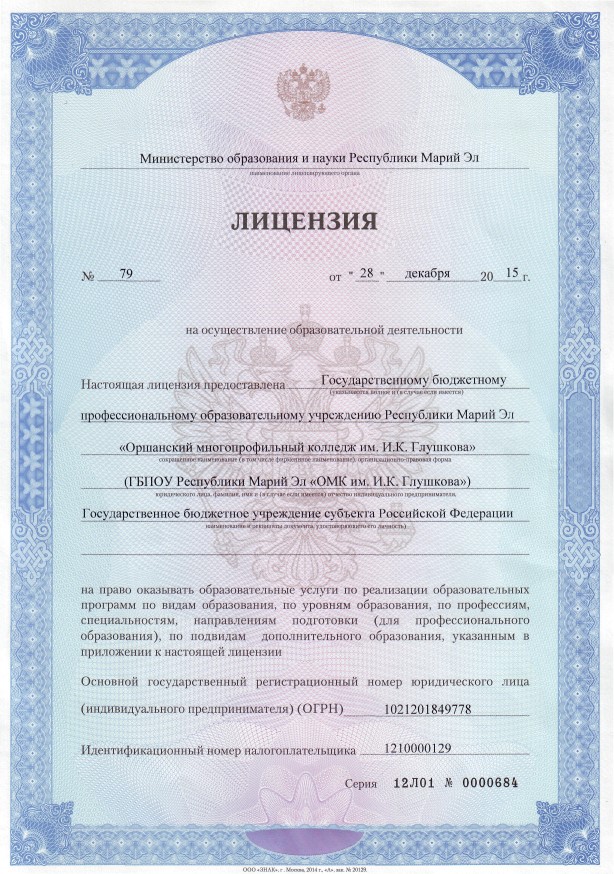 Министерство образования и науки Республики Марий Эл
наименование лицензирующего органа
ЛИЦЕНЗИЯ
№ 79 от "28" декабря 2015 г.
на осуществление образовательной деятельности
Настоящая лицензия предоставлена Государственному бюджетному
(указываются полное и (в случае если имеется)
профессиональному образовательному учреждению Республики Марий Эл
«Оршанский многопрофильный колледж им. И.К. Глушкова»
сокращённое наименование (в том числе фирменное наименование), организационно-правовая форма
(ГБПОУ Республики Марий Эл «ОМК им. И.К. Глушкова»)
юридического лица, фамилия, имя и (в случае если имеется) отчество индивидуального предпринимателя,
Государственное бюджетное учреждение субъекта Российской Федерации
наименование и реквизиты документа, удостоверяющего его личность)
на право оказывать образовательные услуги по реализации образовательных
программ по видам образования, по уровням образования, по профессиям,
специальностям, направлениям подготовки (для профессионального
образования), по подвидам дополнительного образования, указанным в
приложении к настоящей лицензии
Основной государственный регистрационный номер юридического лица
(индивидуального предпринимателя) (ОГРН) 1021201849778
Идентификационный номер налогоплательщика 1210000129
Серия 12Л01 № 0000684
ООО «ЗНАК», г. Москва, 2014 г., «А», зак. № 20129.